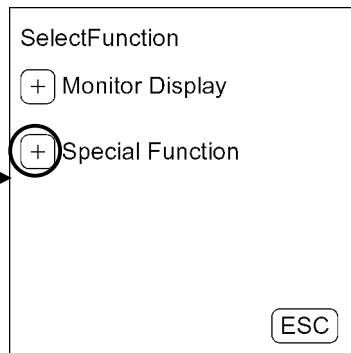 SelectFunction
+ Monitor Display
+ Special Function
ESC